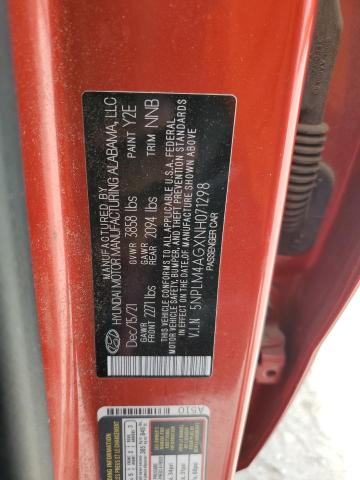 MANUFACTURED BY
HYUNDAI MOTOR MANUFACTURING ALABAMA, LLC
Dec/15/21 GVWR 3858 lbs PAINT Y2E
GAWR FRONT 2271 lbs GAWR REAR 2094 lbs TRIM NNB
THIS VEHICLE CONFORMS TO ALL APPLICABLE U.S.A. FEDERAL
MOTOR VEHICLE SAFETY, BUMPER, AND THEFT PREVENTION
STANDARDS IN EFFECT ON THE DATE OF MANUFACTURE SHOWN ABOVE
V.I.N 5NPLM4AGXNH071298
PASSENGER CAR
A510